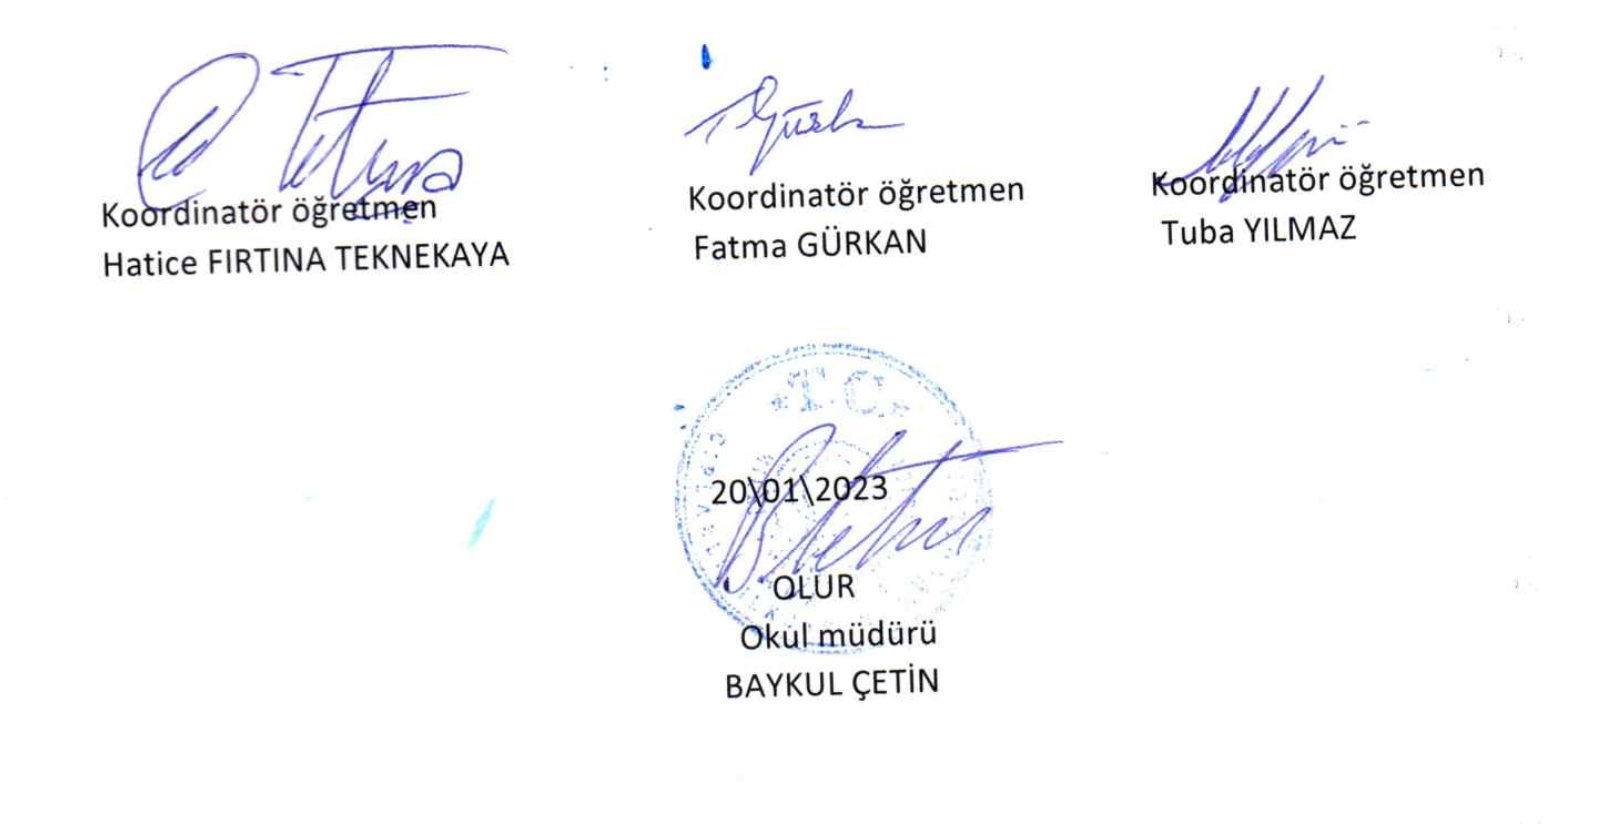 Koordinatör öğretmen
Hatice FIRTINA TEKNEKAYA
Koordinatör öğretmen
Fatma GÜRKAN
Koordinatör öğretmen
Tuba YILMAZ
T.C.
20\01\2023
OLUR
Okul müdürü
BAYKUL ÇETİN